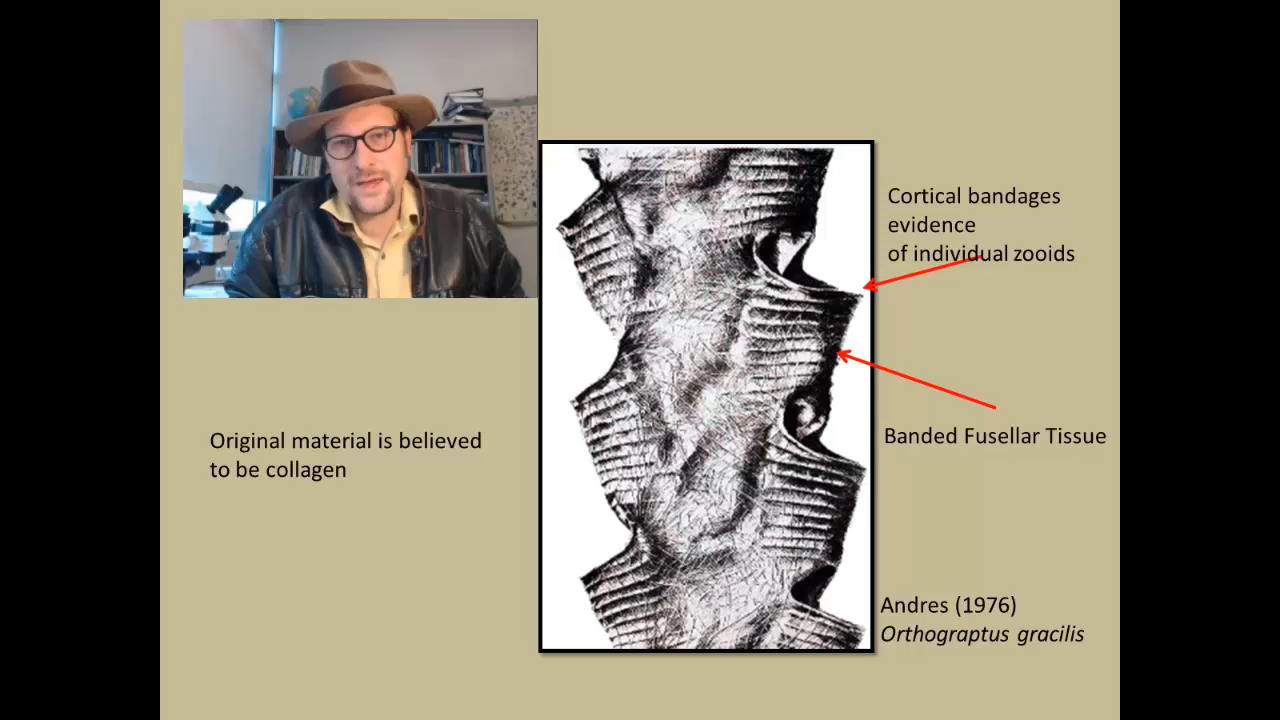 Cortical bandages
evidence
of individual zooids
Original material is believed
to be collagen
Banded Fusellar Tissue
Andres (1976)
Orthograptus gracilis